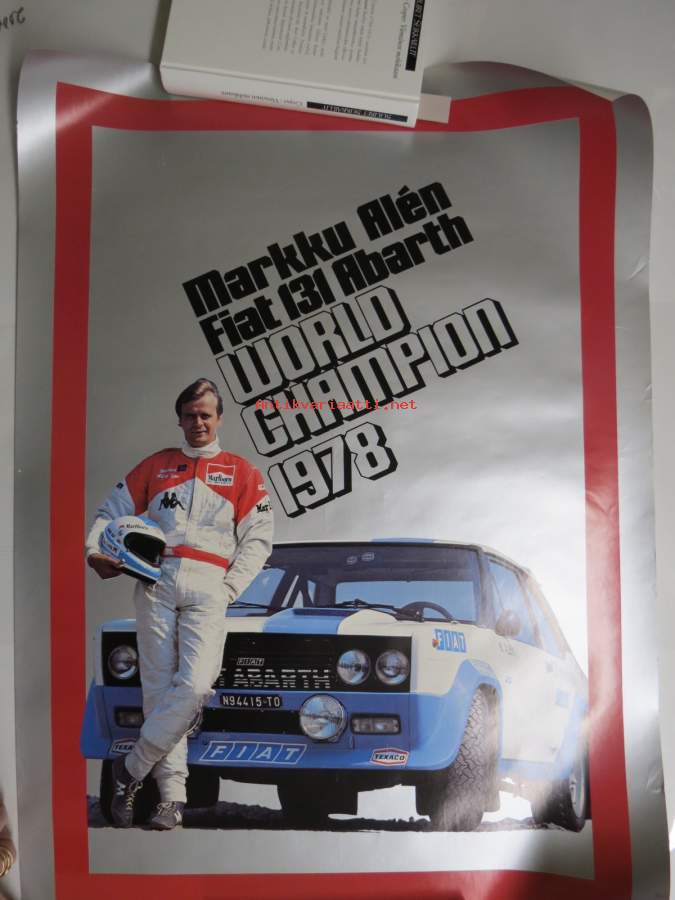 Markku Alén
Fiat 131 Abarth
WORLD
CHAMPION
1978
Antikvariaatti.net
Marlboro
Marlboro
FIAT
FIAT
ABARTH
N94415-TO
FIAT
TEXACO
TEXACO